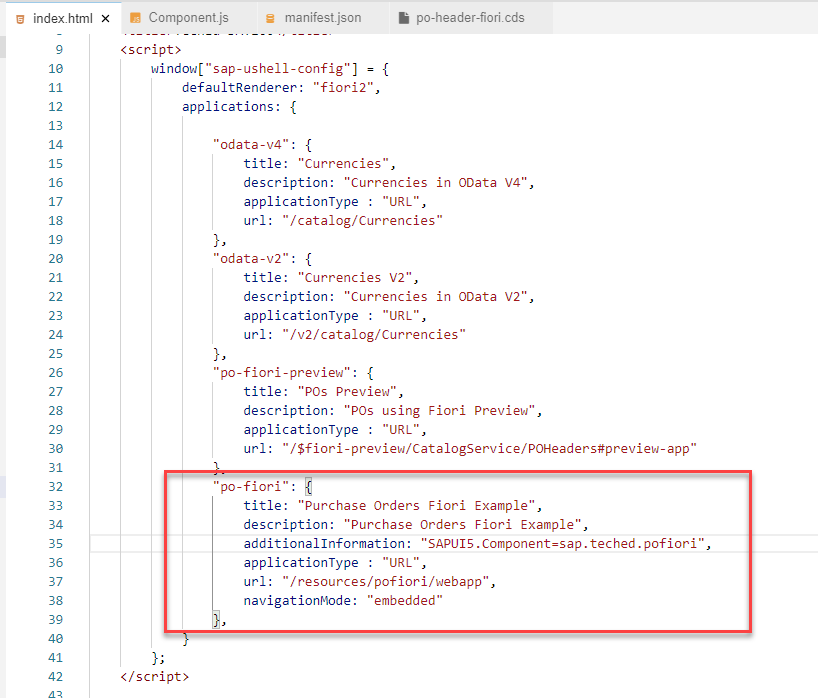 index.html × Component.js manifest.json po-header-fiori.cds
9 <script>
10 window["sap-ushell-config"] = {
11 defaultRenderer: "fiori2",
12 applications: {
13
14 "odata-v4": {
15 title: "Currencies",
16 description: "Currencies in OData V4",
17 applicationType : "URL",
18 url: "/catalog/Currencies"
19 },
20 "odata-v2": {
21 title: "Currencies V2",
22 description: "Currencies in OData V2",
23 applicationType : "URL",
24 url: "/v2/catalog/Currencies"
25 },
26 "po-fiori-preview": {
27 title: "POs Preview",
28 description: "POs using Fiori Preview",
29 applicationType : "URL",
30 url: "/$fiori-preview/CatalogService/POHeaders#preview-app"
31 },
32 "po-fiori": {
33 title: "Purchase Orders Fiori Example",
34 description: "Purchase Orders Fiori Example",
35 additionalInformation: "SAPUI5.Component=sap.teched.pofiori",
36 applicationType : "URL",
37 url: "/resources/pofiori/webapp",
38 navigationMode: "embedded"
39 },
40 }
41 };
42 </script>
43